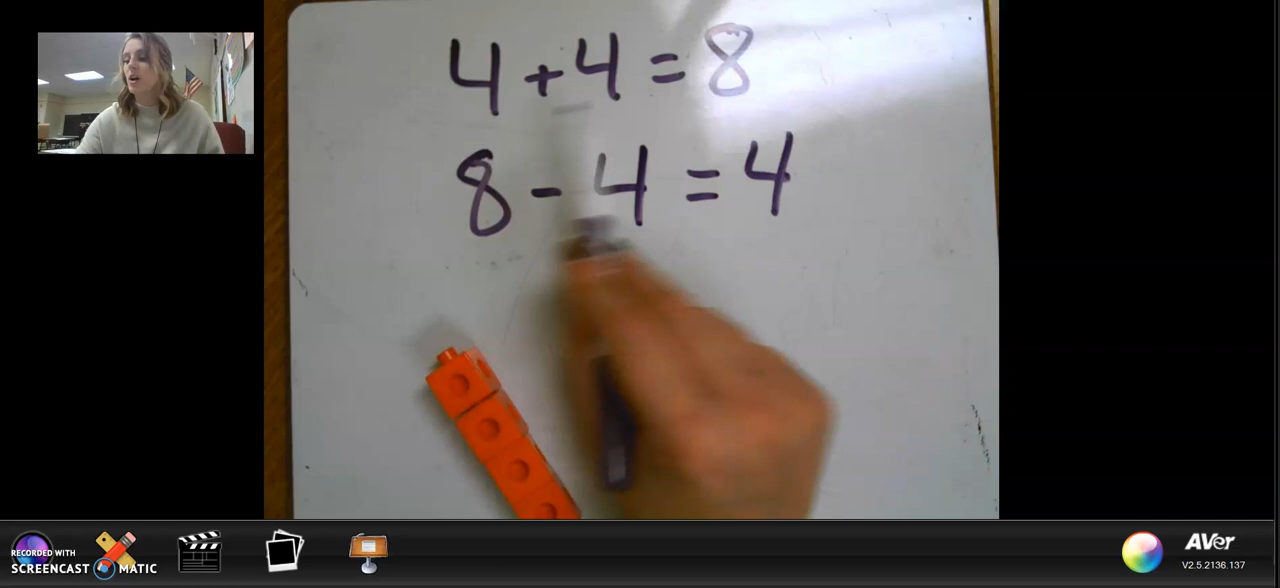 4 + 4 = 8
8 - 4 = 4
RECORDED WITH
SCREENCAST MATIC
AVer
V2.5.2136.137